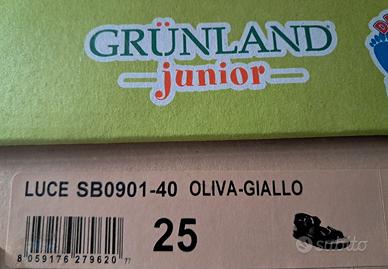 GRÜNLAND
junior
LUCE SB0901-40 OLIVA-GIALLO
25
8 059176 279620
subito